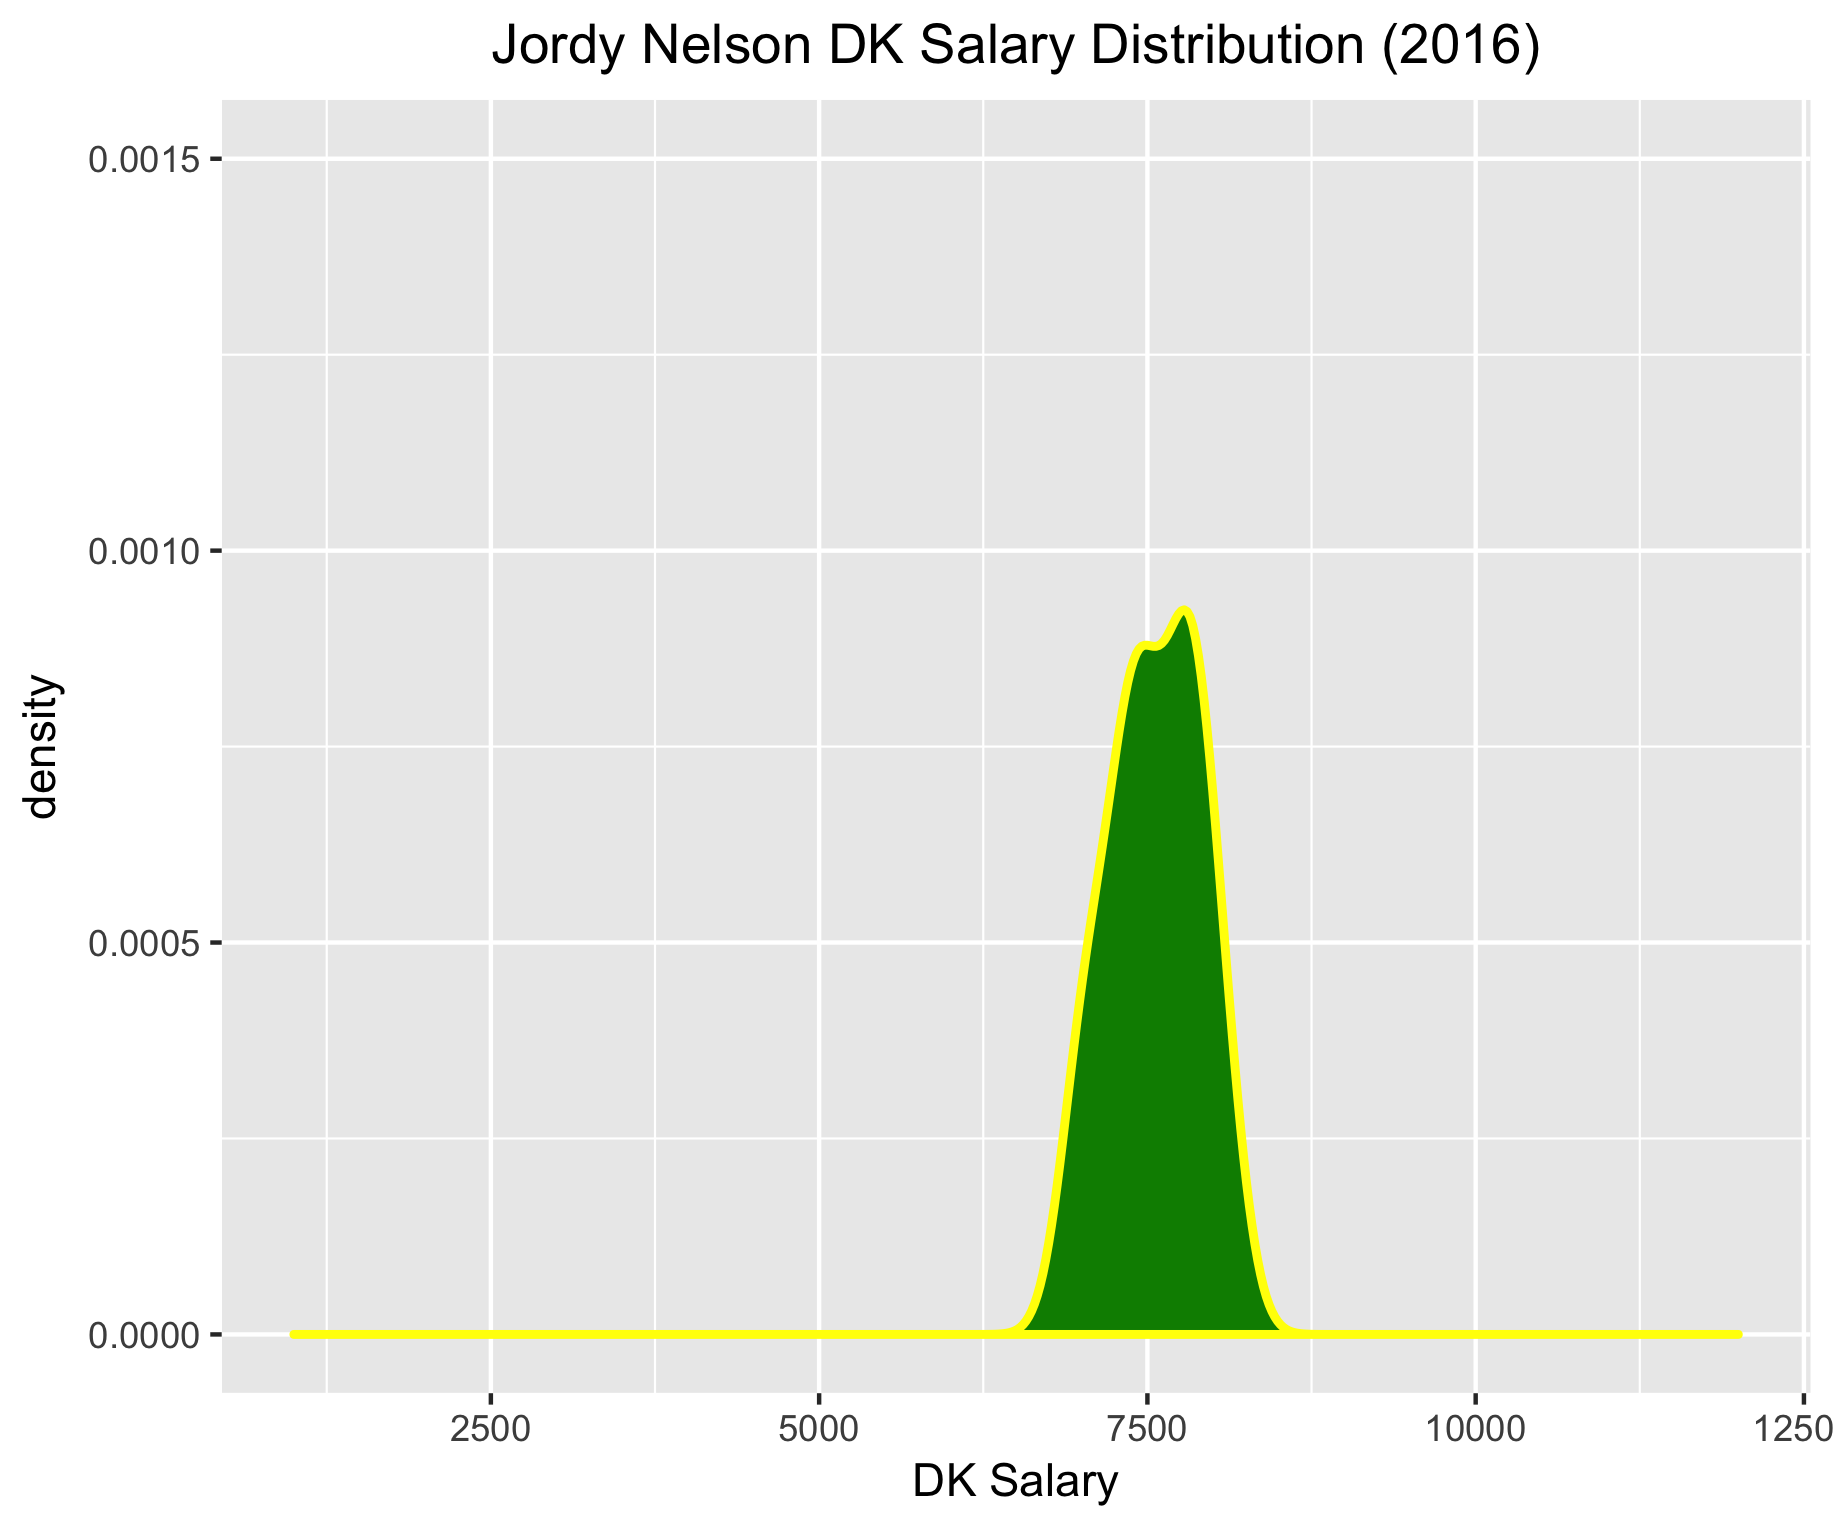 Jordy Nelson DK Salary Distribution (2016)
0.0015
0.0010
density
0.0005
0.0000
2500 5000 7500 10000 1250
DK Salary